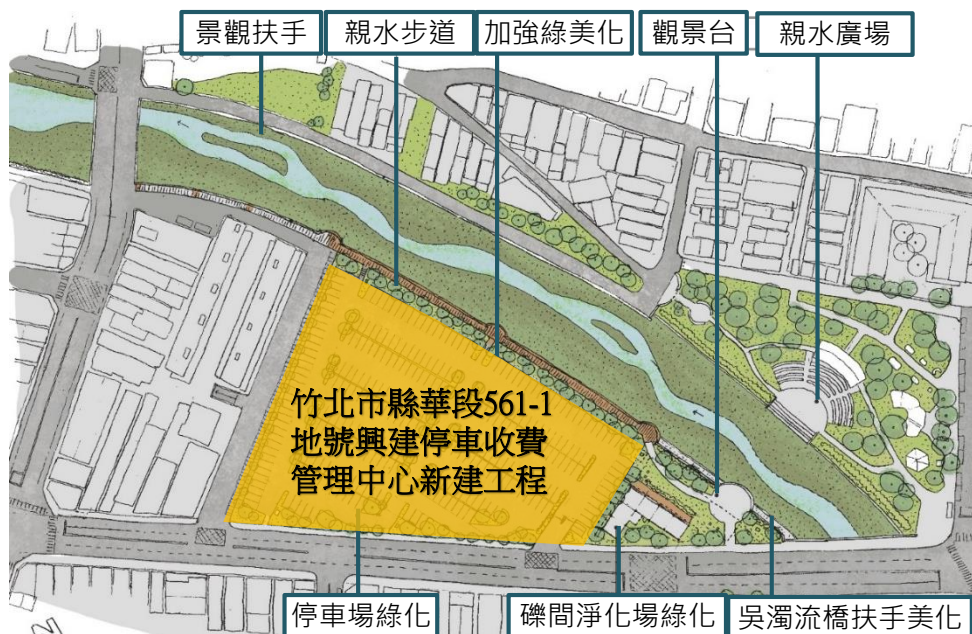 景觀扶手
親水步道
加強綠美化
觀景台
親水廣場
竹北市縣華段561-1
地號興建停車收費
管理中心新建工程
停車場綠化
礫間淨化場綠化
吳濁流橋扶手美化